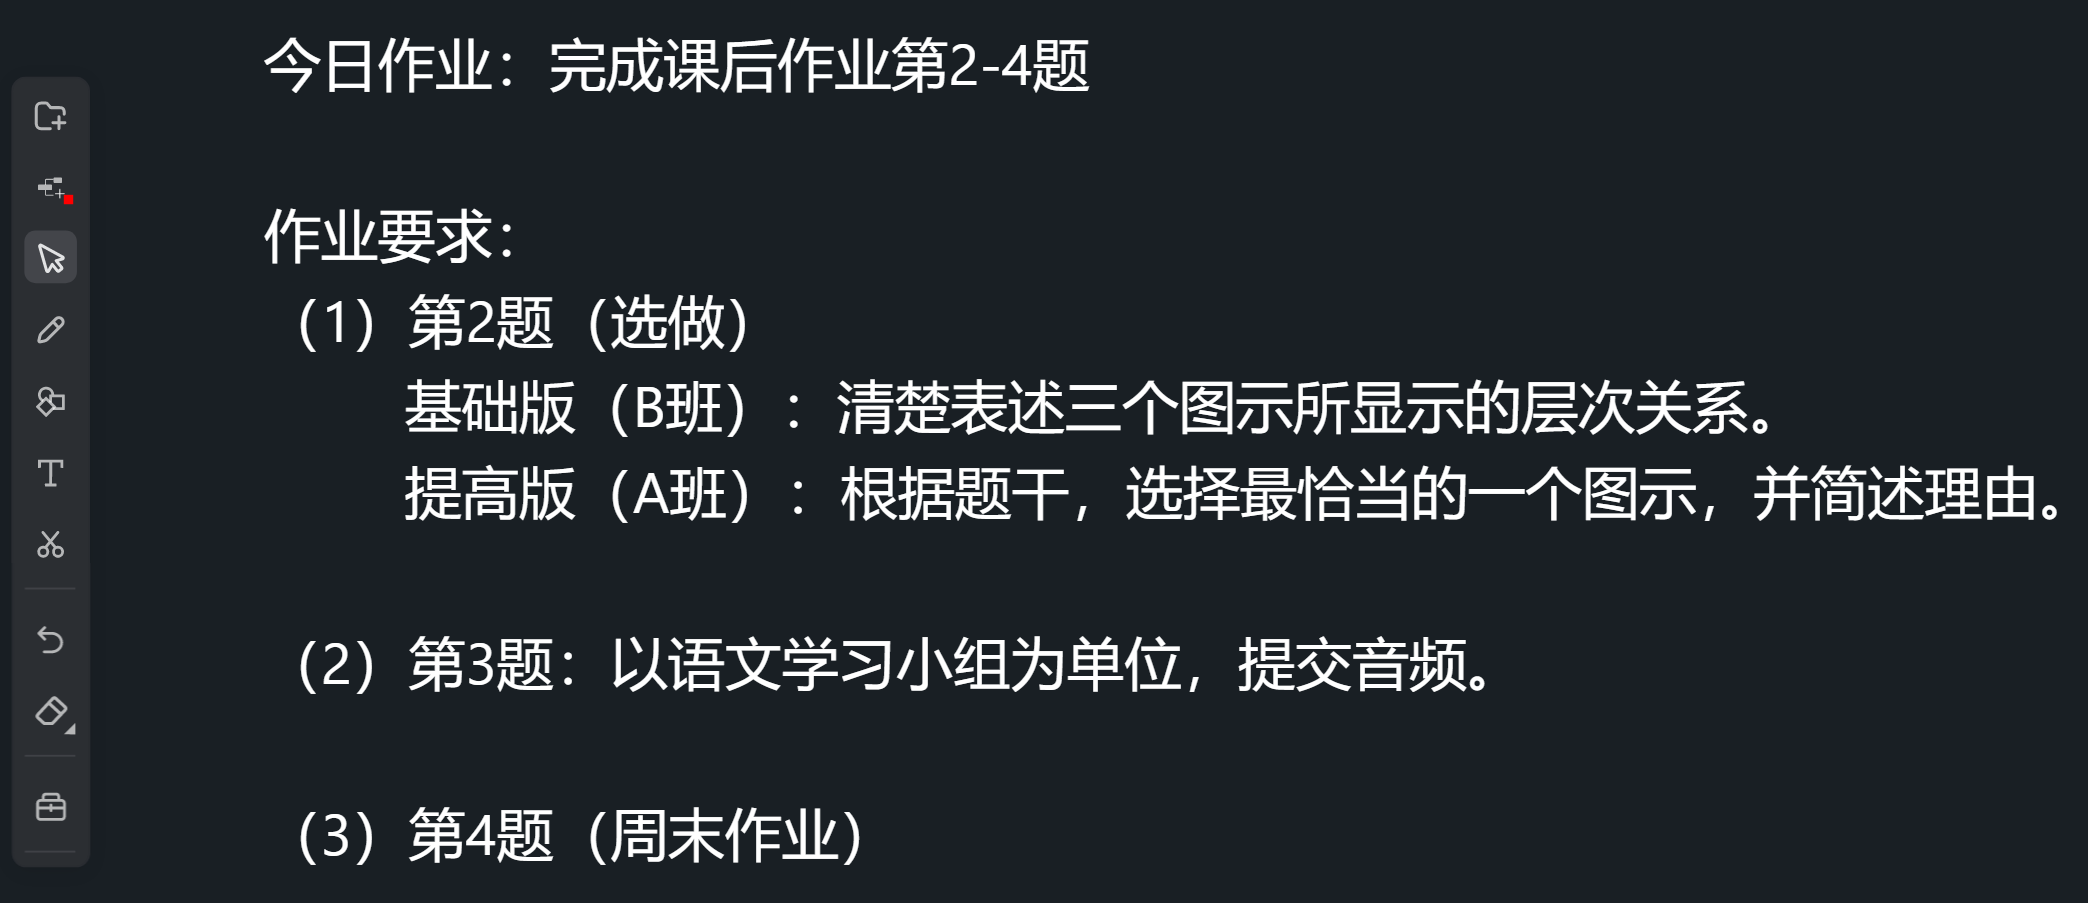 今日作业：完成课后作业第2-4题
作业要求：
（1）第2题（选做）
基础版（B班）：清楚表述三个图示所显示的层次关系。
提高版（A班）：根据题干，选择最恰当的一个图示，并简述理由。
（2）第3题：以语文学习小组为单位，提交音频。
（3）第4题（周末作业）